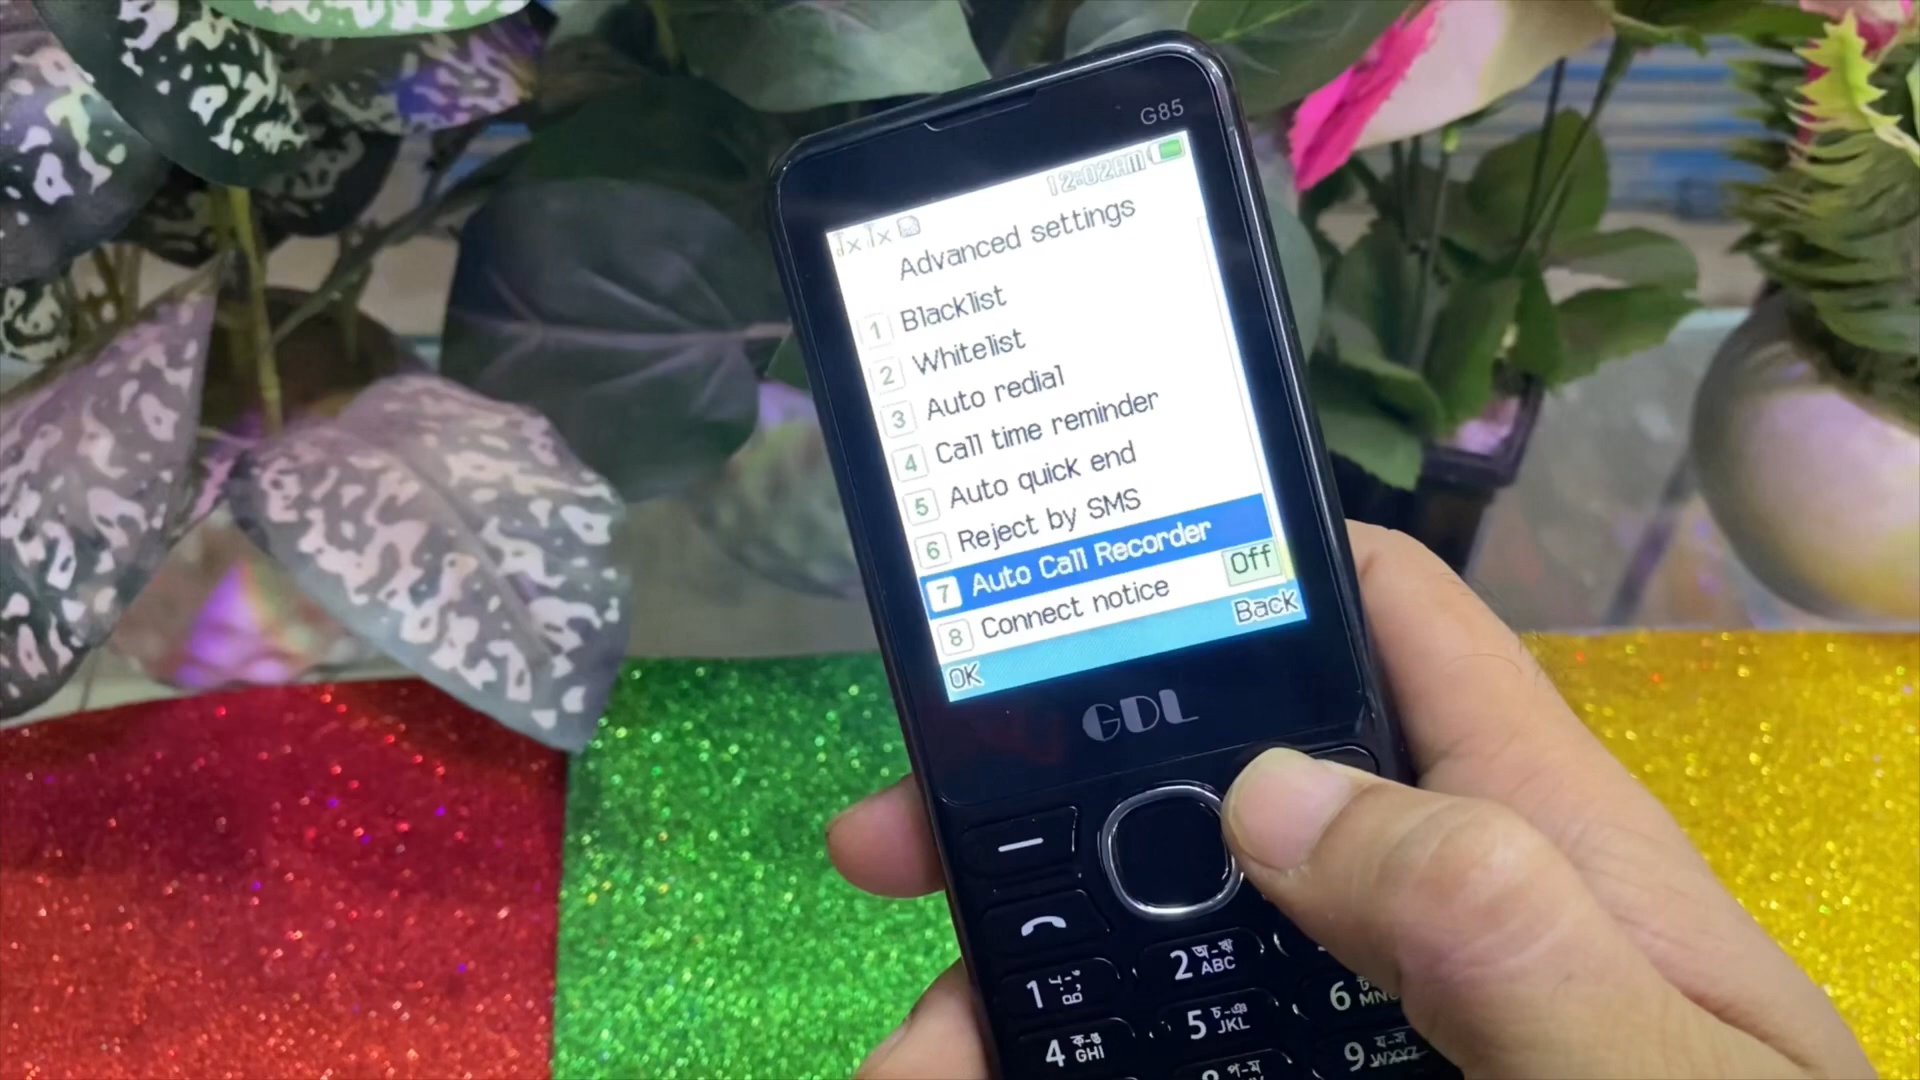 G85
12:02AM
Advanced settings
1 Blacklist
2 Whitelist
3 Auto redial
4 Call time reminder
5 Auto quick end
6 Reject by SMS
7 Auto Call Recorder
Off
8 Connect notice
OK Back
GDL
1
2 অ-ঝ ABC
4 ক-ঙ GHI
5 চ-ঞ JKL
6 MNO
9 WXYZ
প-ম